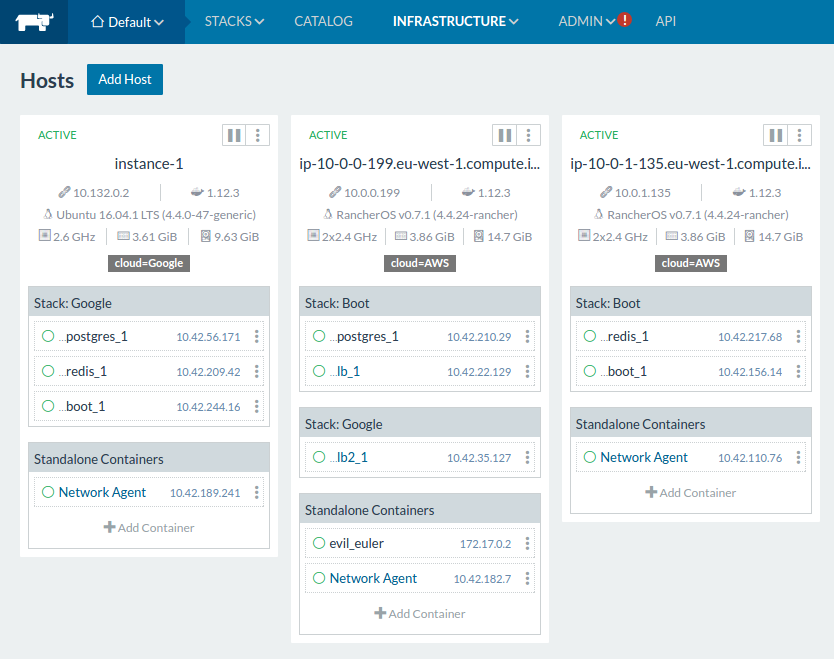 Default
STACKS
CATALOG
INFRASTRUCTURE
ADMIN
!
API
Hosts
Add Host
ACTIVE
instance-1
10.132.0.2
1.12.3
Ubuntu 16.04.1 LTS (4.4.0-47-generic)
2.6 GHz
3.61 GiB
9.63 GiB
cloud=Google
Stack: Google
...postgres_1 10.42.56.171
...redis_1 10.42.209.42
...boot_1 10.42.244.16
Standalone Containers
Network Agent 10.42.189.241
Add Container
ACTIVE
ip-10-0-0-199.eu-west-1.compute.i...
10.0.0.199
1.12.3
RancherOS v0.7.1 (4.4.24-rancher)
2x2.4 GHz
3.86 GiB
14.7 GiB
cloud=AWS
Stack: Boot
...postgres_1 10.42.210.29
...lb_1 10.42.22.129
Stack: Google
...lb2_1 10.42.35.127
Standalone Containers
evil_euler 172.17.0.2
Network Agent 10.42.182.7
Add Container
ACTIVE
ip-10-0-1-135.eu-west-1.compute.i...
10.0.1.135
1.12.3
RancherOS v0.7.1 (4.4.24-rancher)
2x2.4 GHz
3.86 GiB
14.7 GiB
cloud=AWS
Stack: Boot
...redis_1 10.42.217.68
...boot_1 10.42.156.14
Standalone Containers
Network Agent 10.42.110.76
Add Container